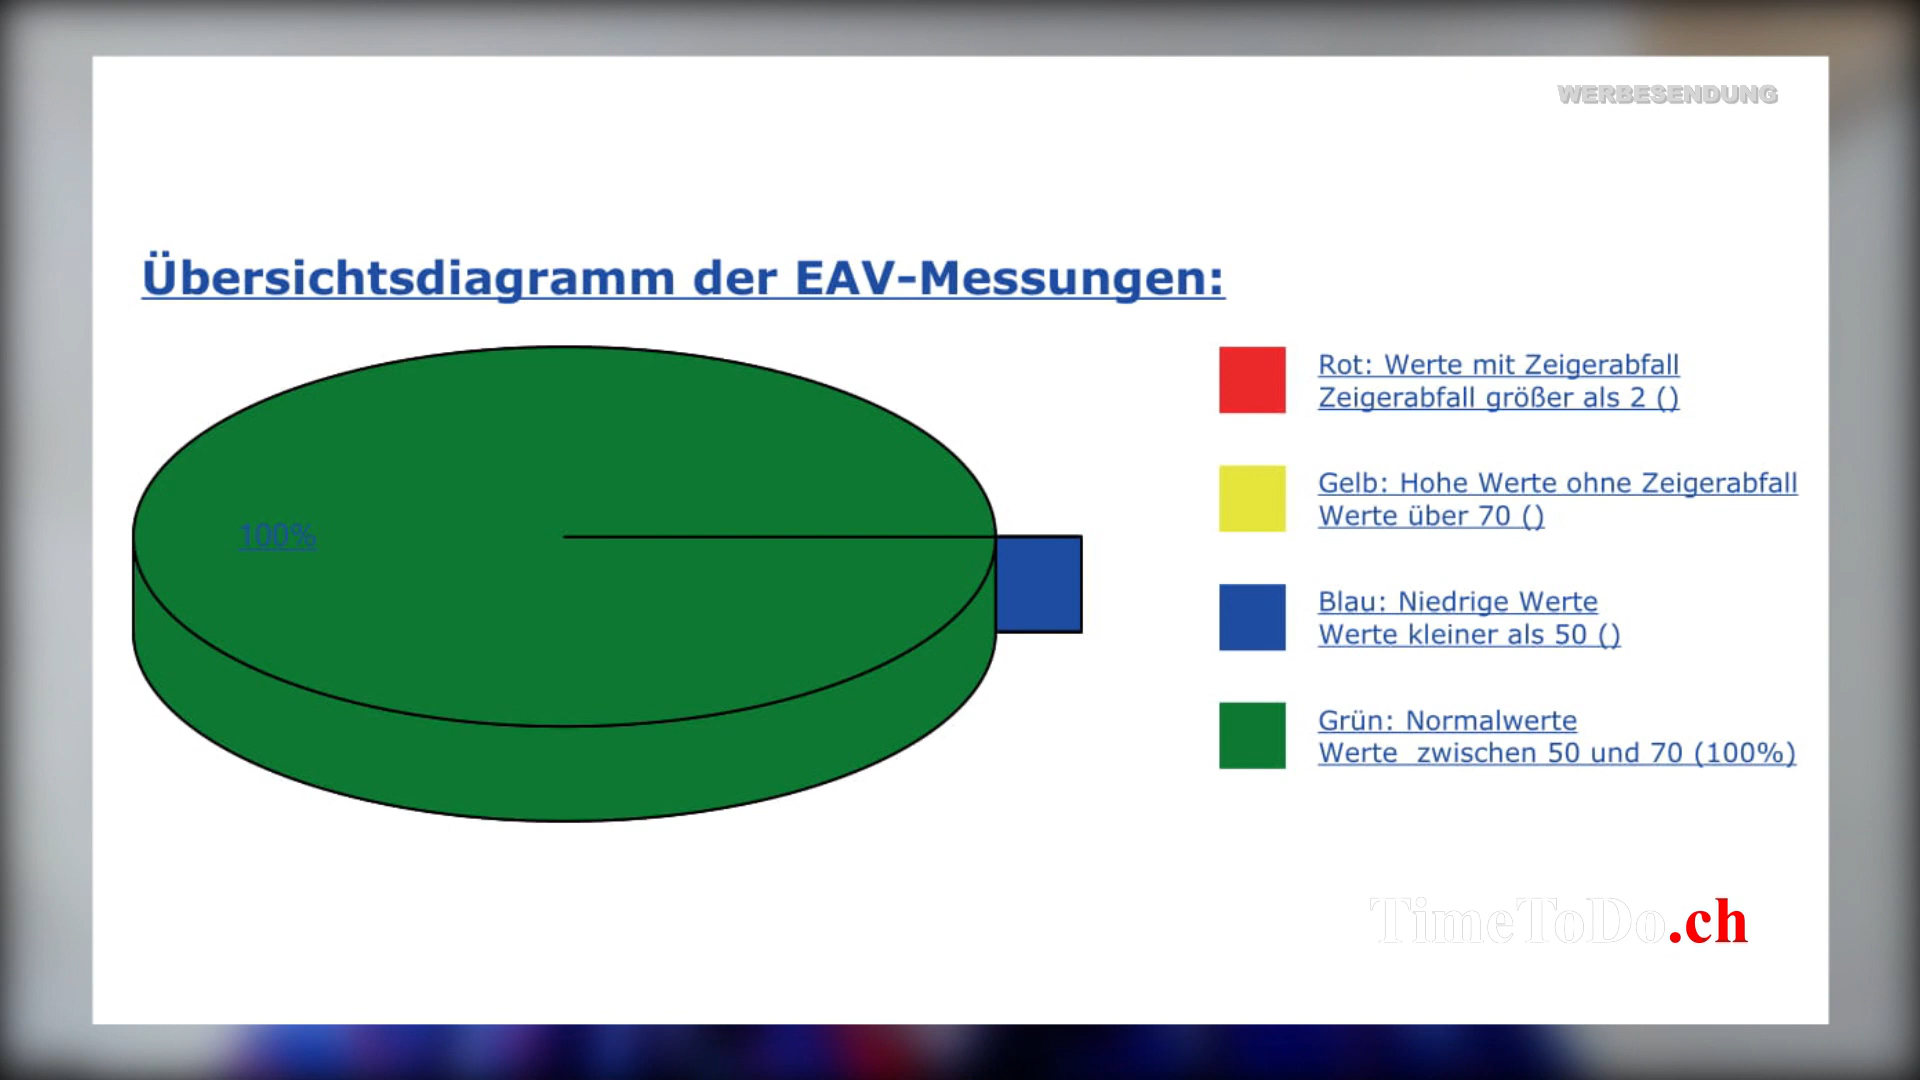 WERBESENDUNG
Übersichtsdiagramm der EAV-Messungen:
100%
Rot: Werte mit Zeigerabfall
Zeigerabfall größer als 2 ()
Gelb: Hohe Werte ohne Zeigerabfall
Werte über 70 ()
Blau: Niedrige Werte
Werte kleiner als 50 ()
Grün: Normalwerte
Werte  zwischen 50 und 70 (100%)
TimeToDo.ch